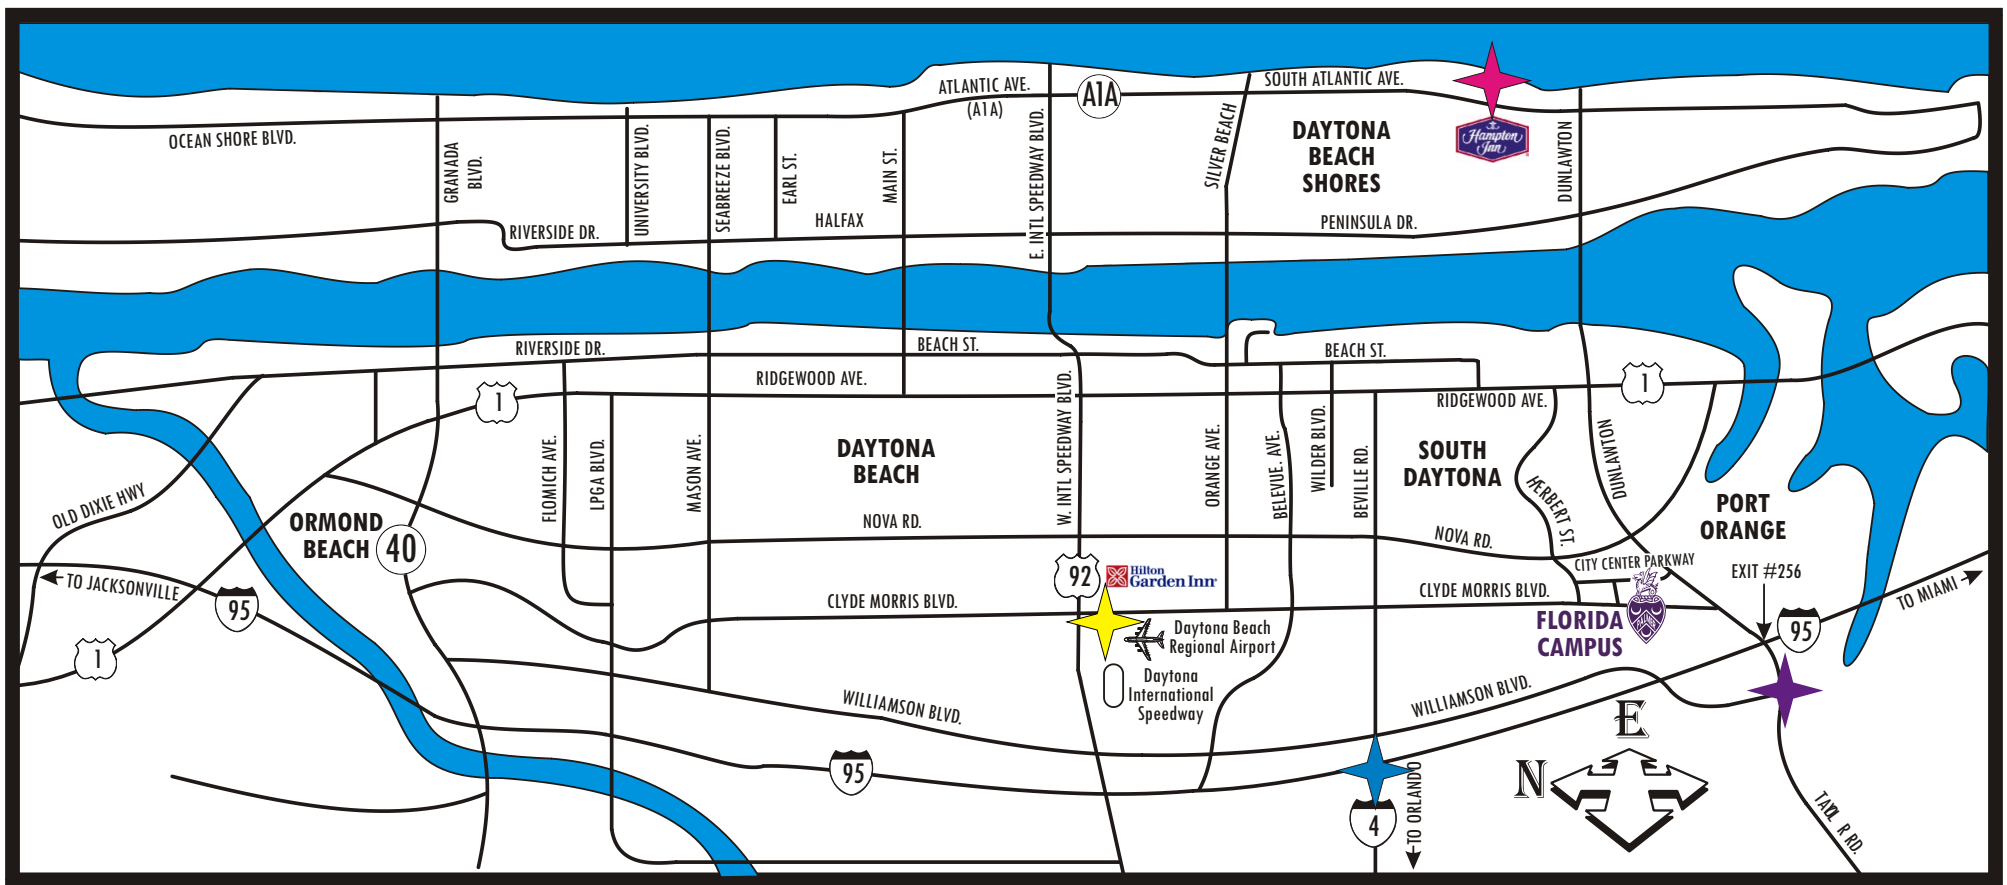 ATLANTIC AVE.
(A1A)
A1A
SOUTH ATLANTIC AVE.
OCEAN SHORE BLVD.
GRANADA
BLVD.
UNIVERSITY BLVD.
SEABREEZE BLVD.
EARL ST.
MAIN ST.
E. INTL SPEEDWAY BLVD.
SILVER BEACH
DAYTONA
BEACH
SHORES
Hampton
Inn
DUNLAWTON
RIVERSIDE DR.
HALFAX
PENINSULA DR.
RIVERSIDE DR.
BEACH ST.
BEACH ST.
RIDGEWOOD AVE.
RIDGEWOOD AVE.
1
1
FLOMICH AVE.
LPGA BLVD.
MASON AVE.
DAYTONA
BEACH
W. INTL SPEEDWAY BLVD.
ORANGE AVE.
BELEVUE. AVE.
WILDER BLVD.
BEVILLE RD.
SOUTH
DAYTONA
HERBERT ST.
DUNLAWTON
PORT
ORANGE
OLD DIXIE HWY
ORMOND
BEACH
40
NOVA RD.
NOVA RD.
CITY CENTER PARKWAY
EXIT #256
TO JACKSONVILLE
95
92
Hilton
Garden Inn
CLYDE MORRIS BLVD.
CLYDE MORRIS BLVD.
TO MIAMI
FLORIDA
CAMPUS
PALMER
95
1
Daytona Beach
Regional Airport
Daytona
International
Speedway
WILLIAMSON BLVD.
WILLIAMSON BLVD.
E
N
95
4
TO ORLANDO
TAYLOR RD.